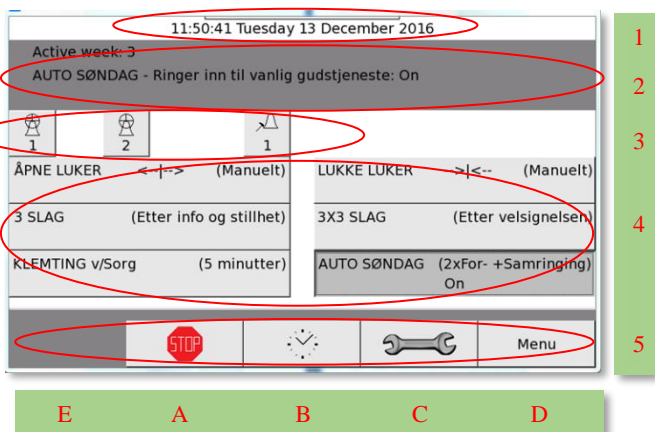 11:50:41 Tuesday 13 December 2016
1
Active week: 3
AUTO SØNDAG - Ringer inn til vanlig gudstjeneste: On
2
1 2 1
3
ÅPNE LUKER <--|--> (Manuelt) LUKKE LUKER ->|<-- (Manuelt)
3 SLAG (Etter info og stillhet) 3X3 SLAG (Etter velsignelsen)
4
KLEMTING v/Sorg (5 minutter) AUTO SØNDAG (2xFor- +Samringing)
On
STOP Menu
5
E A B C D